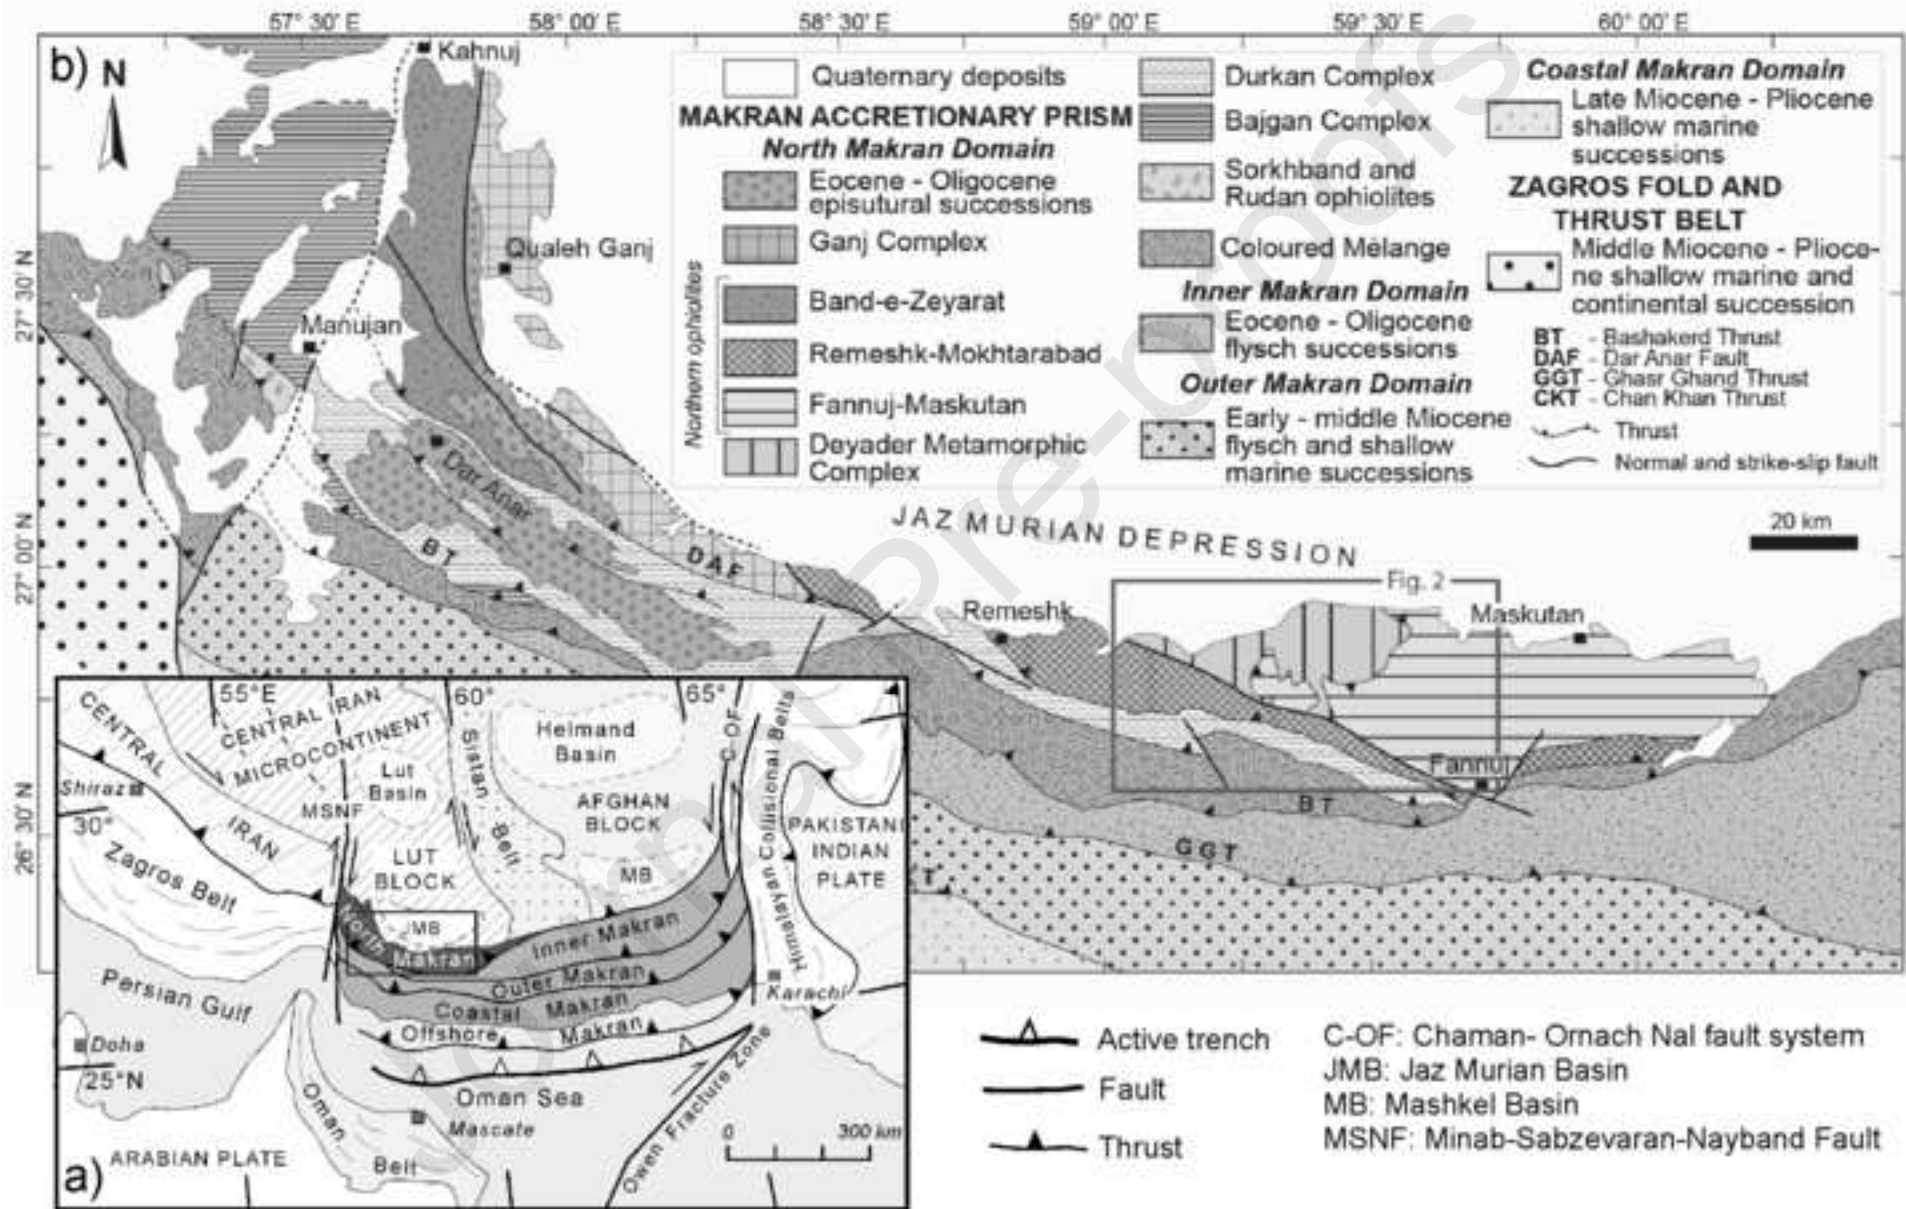 57° 30' E
58° 00' E
58° 30' E
59° 00' E
59° 30' E
60° 00' E
b)
N
Kahnuj
Qualeh Ganj
Manujan
Dar Anar
BT
DAF
27° 30' N
27° 00' N
26° 30' N
Quaternary deposits
MAKRAN ACCRETIONARY PRISM
North Makran Domain
Eocene - Oligocene
episutural successions
Ganj Complex
Northern ophiolites
Band-e-Zeyarat
Remeshk-Mokhtarabad
Fannuj-Maskutan
Deyader Metamorphic
Complex
Durkan Complex
Bajgan Complex
Sorkhband and
Rudan ophiolites
Coloured Mélange
Inner Makran Domain
Eocene - Oligocene
flysch successions
Outer Makran Domain
Early - middle Miocene
flysch and shallow
marine successions
Coastal Makran Domain
Late Miocene - Pliocene
shallow marine
successions
ZAGROS FOLD AND
THRUST BELT
Middle Miocene - Plioce-
ne shallow marine and
continental succession
BT - Bashakerd Thrust
DAF - Dar Anar Fault
GGT - Ghasr Ghand Thrust
CKT - Chan Khan Thrust
Thrust
Normal and strike-slip fault
JAZ MURIAN DEPRESSION
20 km
Fig. 2
Remeshk
Maskutan
Fannuj
BT
GGT
Journal Pre-proofs
55°E
60°
65°
CENTRAL
IRAN
CENTRAL IRAN
MICROCONTINENT
Lut
Basin
Sistan
Belt
Helmand
Basin
C-OF
Shiraz
30°
MSNF
AFGHAN
BLOCK
Himalayan Collisional Belts
PAKISTANI
INDIAN
PLATE
Zagros Belt
LUT
BLOCK
MB
JMB
North
Makran
Inner Makran
Outer Makran
Coastal Makran
Offshore Makran
Karachi
Persian Gulf
Doha
25°N
Oman Sea
Mascate
Oman
Belt
Owen Fracture Zone
0 300 km
ARABIAN PLATE
a)
Active trench
Fault
Thrust
C-OF: Chaman- Ornach Nal fault system
JMB: Jaz Murian Basin
MB: Mashkel Basin
MSNF: Minab-Sabzevaran-Nayband Fault